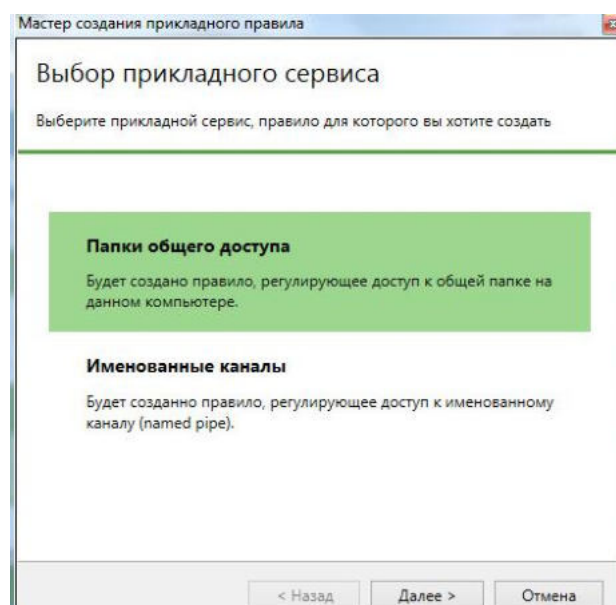 Мастер создания прикладного правила
Выбор прикладного сервиса
Выберите прикладной сервис, правило для которого вы хотите создать
Папки общего доступа
Будет создано правило, регулирующее доступ к общей папке на
данном компьютере.
Именованные каналы
Будет созданно правило, регулирующее доступ к именованному
каналу (named pipe).
< Назад
Далее >
Отмена